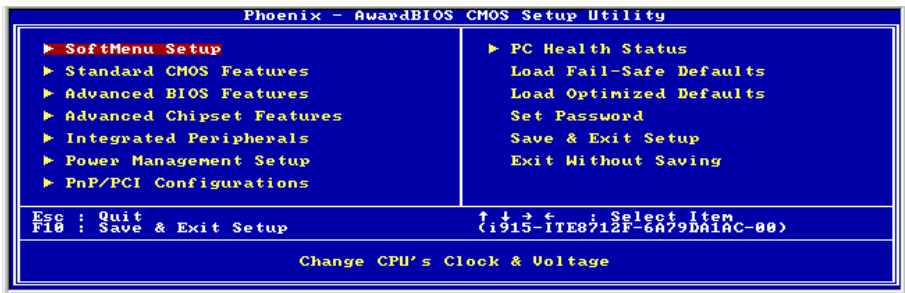 Phoenix - AwardBIOS CMOS Setup Utility
SoftMenu Setup
Standard CMOS Features
Advanced BIOS Features
Advanced Chipset Features
Integrated Peripherals
Power Management Setup
PnP/PCI Configurations
PC Health Status
Load Fail-Safe Defaults
Load Optimized Defaults
Set Password
Save & Exit Setup
Exit Without Saving
Esc : Quit
F10 : Save & Exit Setup
↑ ↓ → ← : Select Item
(i915-ITE8712F-6A79DA1AC-00)
Change CPU's Clock & Voltage